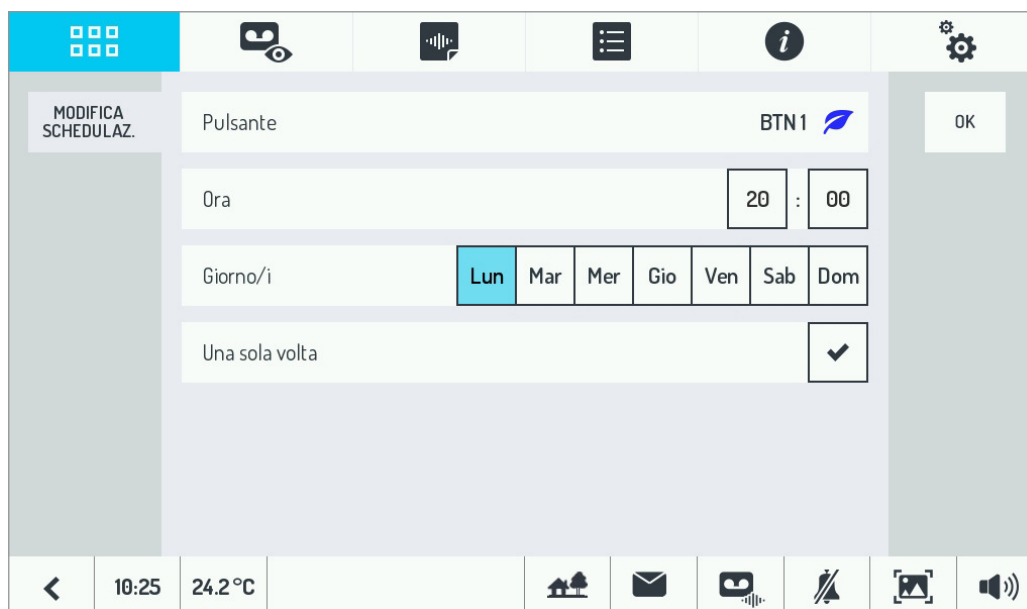 MODIFICA
SCHEDULAZ.
Pulsante
BTN 1
OK
Ora
20 : 00
Giorno/i
Lun Mar Mer Gio Ven Sab Dom
Una sola volta
10:25
24.2 °C